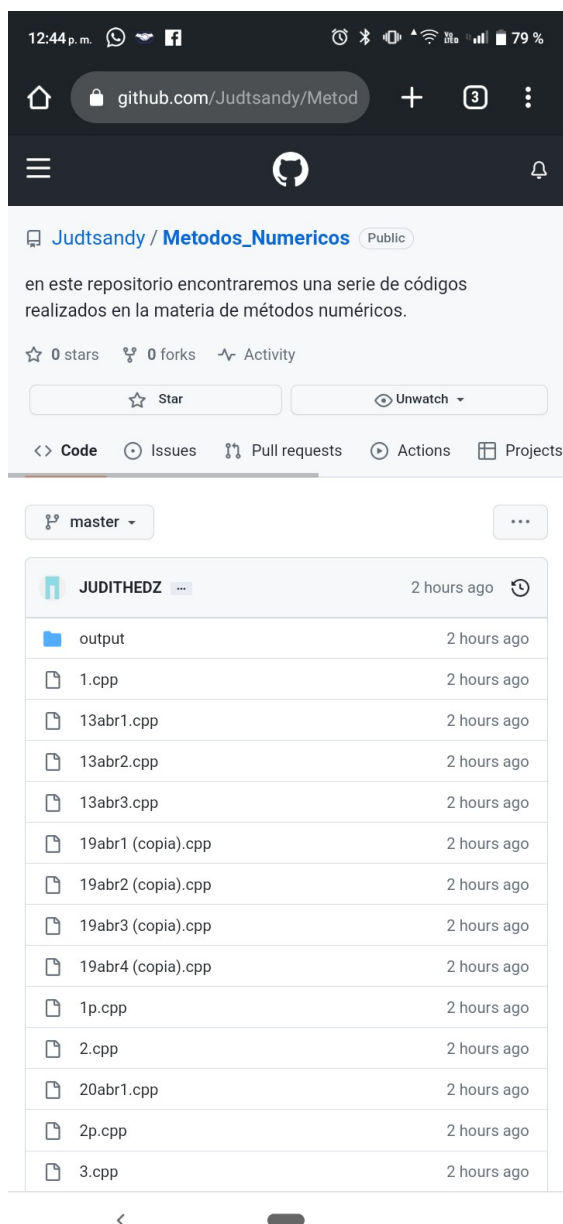 12:44 p. m. 79 %
github.com/Judtsandy/Metod 3
Judtsandy / Metodos_Numericos Public
en este repositorio encontraremos una serie de códigos
realizados en la materia de métodos numéricos.
0 stars 0 forks Activity
Star Unwatch
Code Issues Pull requests Actions Projects
master
JUDITHEDZ 2 hours ago
output 2 hours ago
1.cpp 2 hours ago
13abr1.cpp 2 hours ago
13abr2.cpp 2 hours ago
13abr3.cpp 2 hours ago
19abr1 (copia).cpp 2 hours ago
19abr2 (copia).cpp 2 hours ago
19abr3 (copia).cpp 2 hours ago
19abr4 (copia).cpp 2 hours ago
1p.cpp 2 hours ago
2.cpp 2 hours ago
20abr1.cpp 2 hours ago
2p.cpp 2 hours ago
3.cpp 2 hours ago